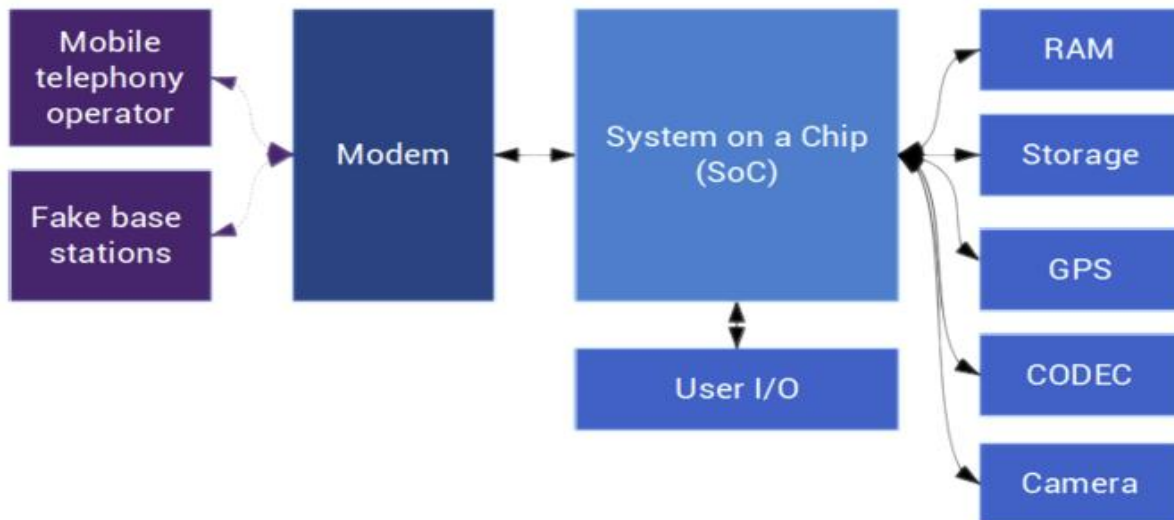 Mobile
telephony
operator
Fake base
stations
Modem
System on a Chip
(SoC)
User I/O
RAM
Storage
GPS
CODEC
Camera